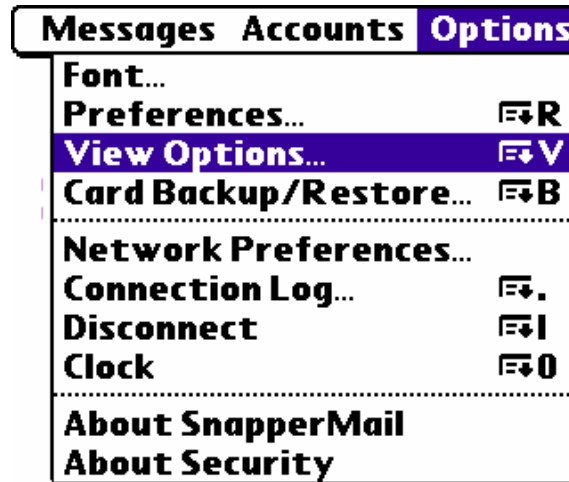 Messages Accounts Options
Font...
Preferences... R
View Options... V
Card Backup/Restore... B
Network Preferences...
Connection Log... .
Disconnect I
Clock 0
About SnapperMail
About Security